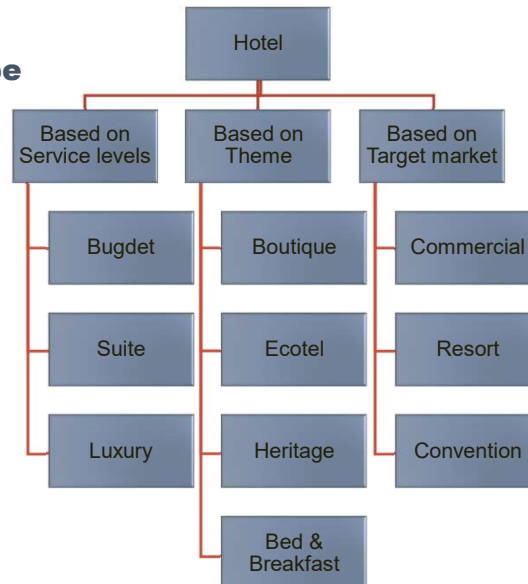 Hotel
Based on
Service levels
Based on
Theme
Based on
Target market
Bugdet
Boutique
Commercial
Suite
Ecotel
Resort
Luxury
Heritage
Convention
Bed &
Breakfast